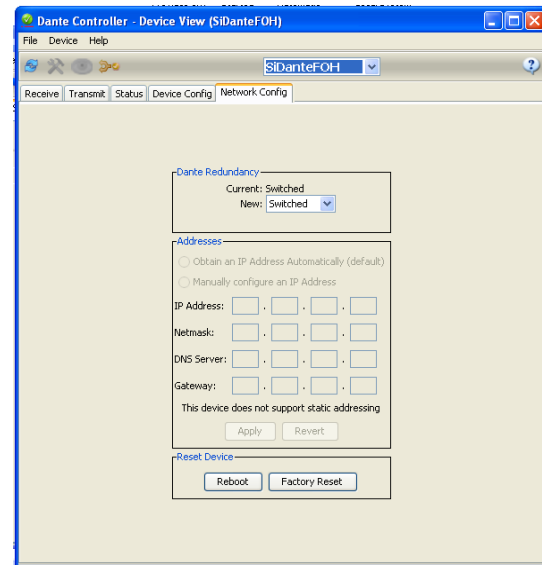 Dante Controller - Device View (SiDanteFOH)
File Device Help
SiDanteFOH
Receive Transmit Status Device Config Network Config
Dante Redundancy
Current: Switched
New: Switched
Addresses
Obtain an IP Address Automatically (default)
Manually configure an IP Address
IP Address: . . .
Netmask: . . .
DNS Server: . . .
Gateway: . . .
This device does not support static addressing
Apply Revert
Reset Device
Reboot Factory Reset